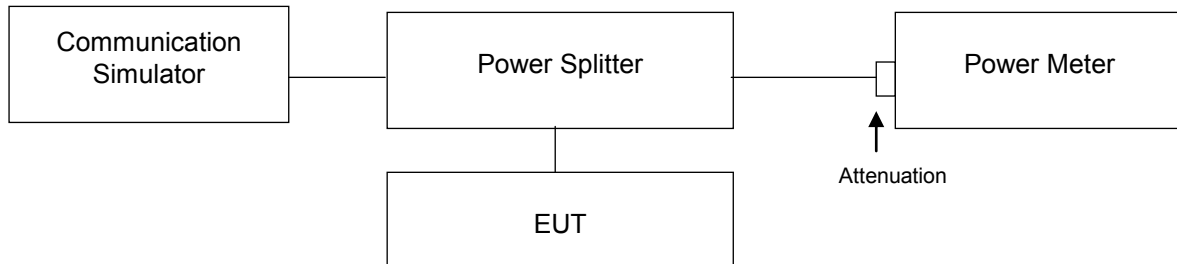 Communication
Simulator
Power Splitter
Power Meter
Attenuation
EUT